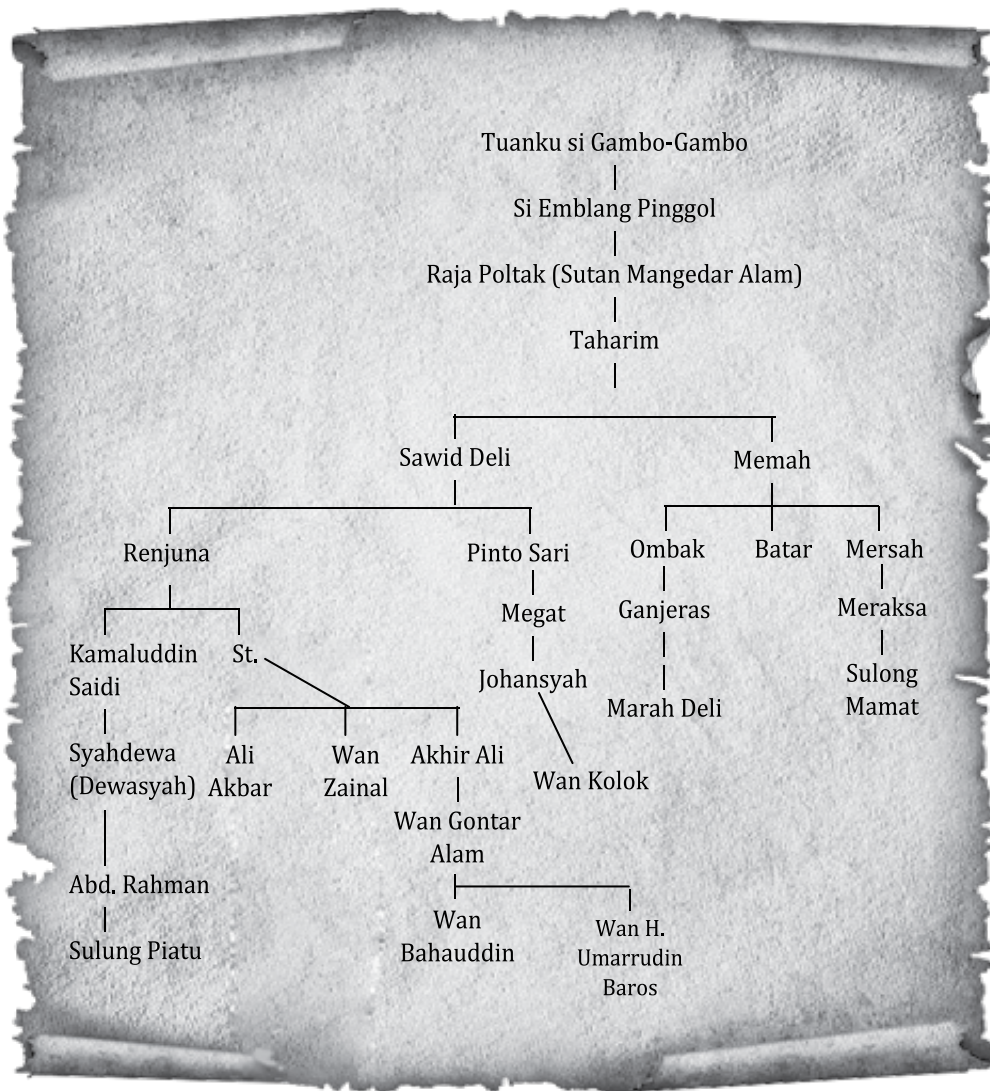 Tuanku si Gambo-Gambo
Si Emblang Pinggol
Raja Poltak (Sutan Mangedar Alam)
Taharim
Sawid Deli
Memah
Renjuna
Pinto Sari
Ombak
Batar
Mersah
Megat
Ganjeras
Meraksa
Kamaluddin
Saidi
St.
Johansyah
Marah Deli
Sulong
Mamat
Syahdewa
(Dewasyah)
Ali
Akbar
Wan
Zainal
Akhir Ali
Wan Kolok
Wan Gontar
Alam
Abd. Rahman
Sulung Piatu
Wan
Bahauddin
Wan H.
Umarrudin
Baros